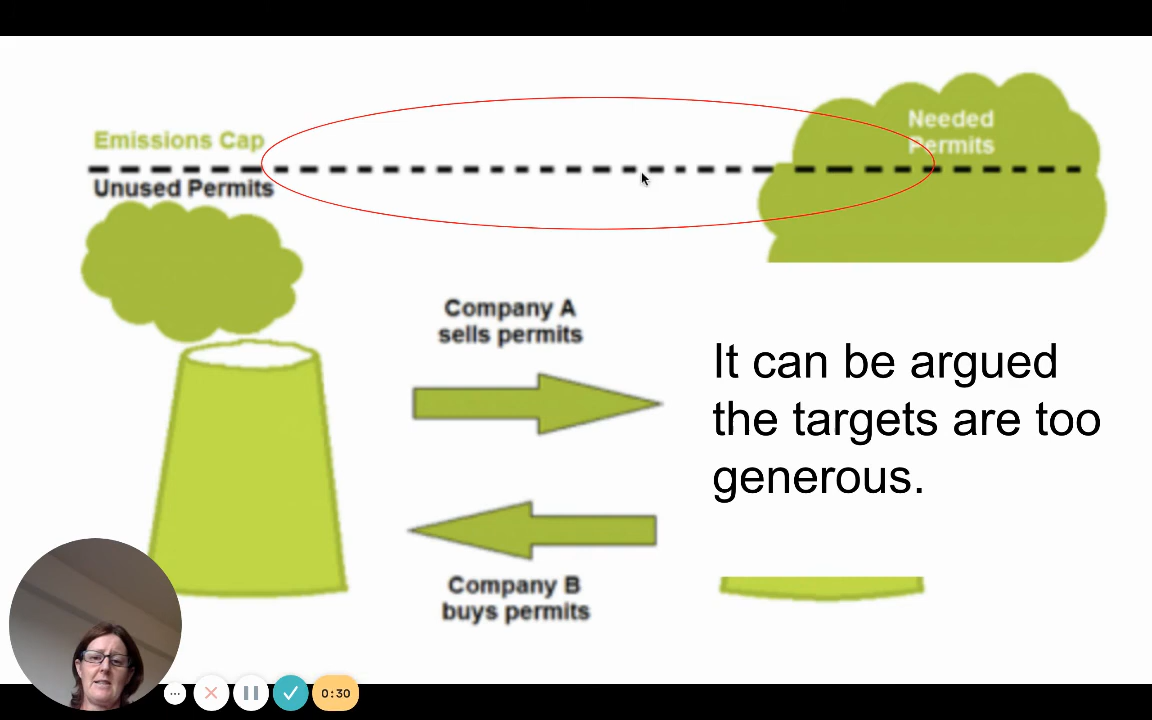 Emissions Cap
Unused Permits
Needed
Permits
Company A
sells permits
It can be argued
the targets are too
generous.
Company B
buys permits
0:30